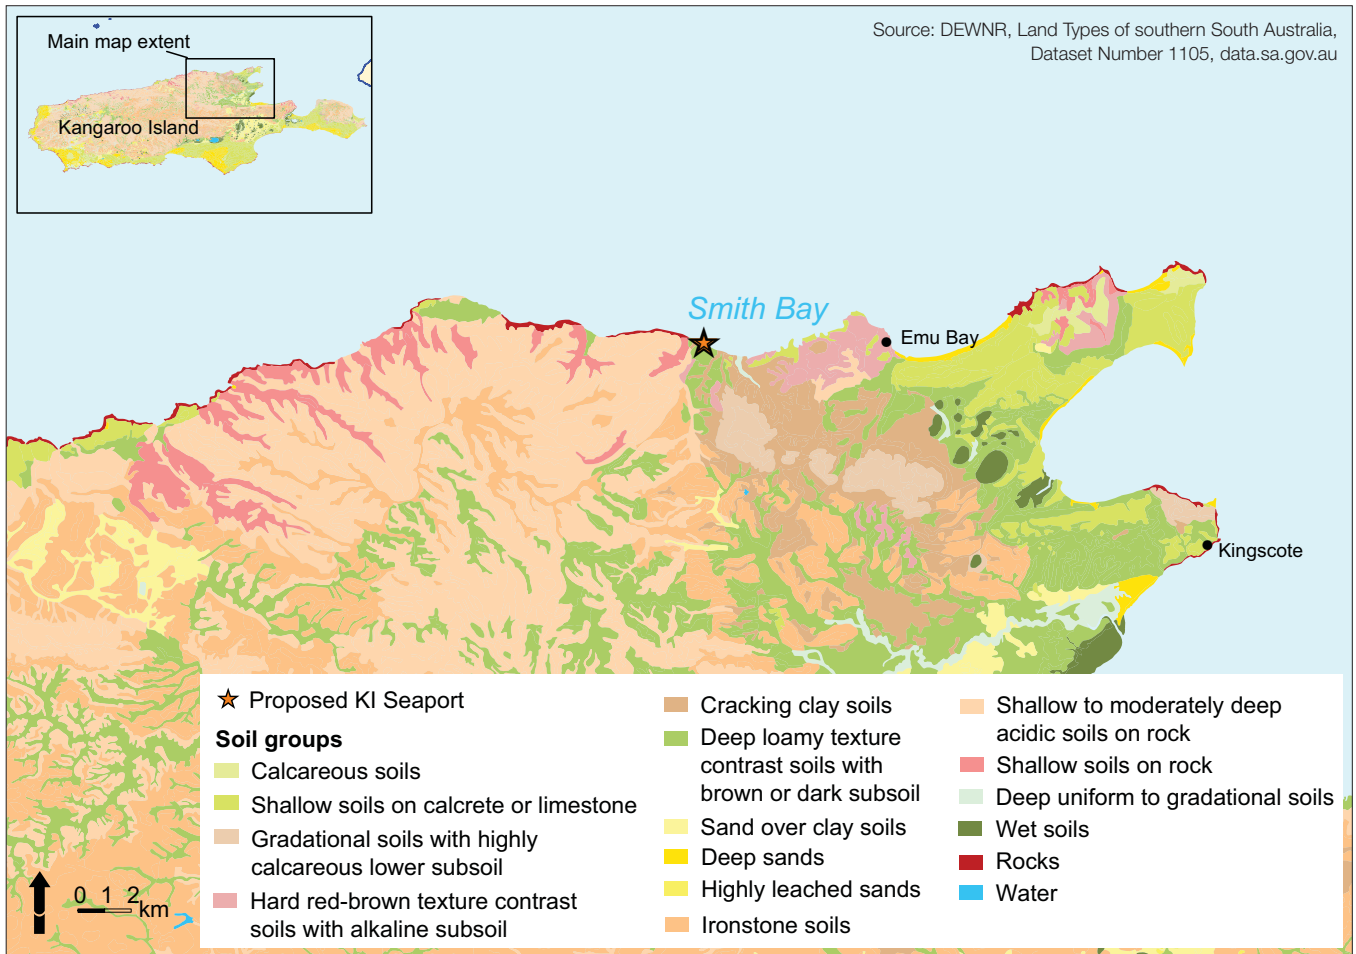 Main map extent
Kangaroo Island
Source: DEWNR, Land Types of southern South Australia,
Dataset Number 1105, data.sa.gov.au
Smith Bay
Emu Bay
Kingscote
Proposed KI Seaport
Soil groups
Calcareous soils
Shallow soils on calcrete or limestone
Gradational soils with highly
calcareous lower subsoil
Hard red-brown texture contrast
soils with alkaline subsoil
Cracking clay soils
Deep loamy texture
contrast soils with
brown or dark subsoil
Sand over clay soils
Deep sands
Highly leached sands
Ironstone soils
Shallow to moderately deep
acidic soils on rock
Shallow soils on rock
Deep uniform to gradational soils
Wet soils
Rocks
Water
0 1 2
km